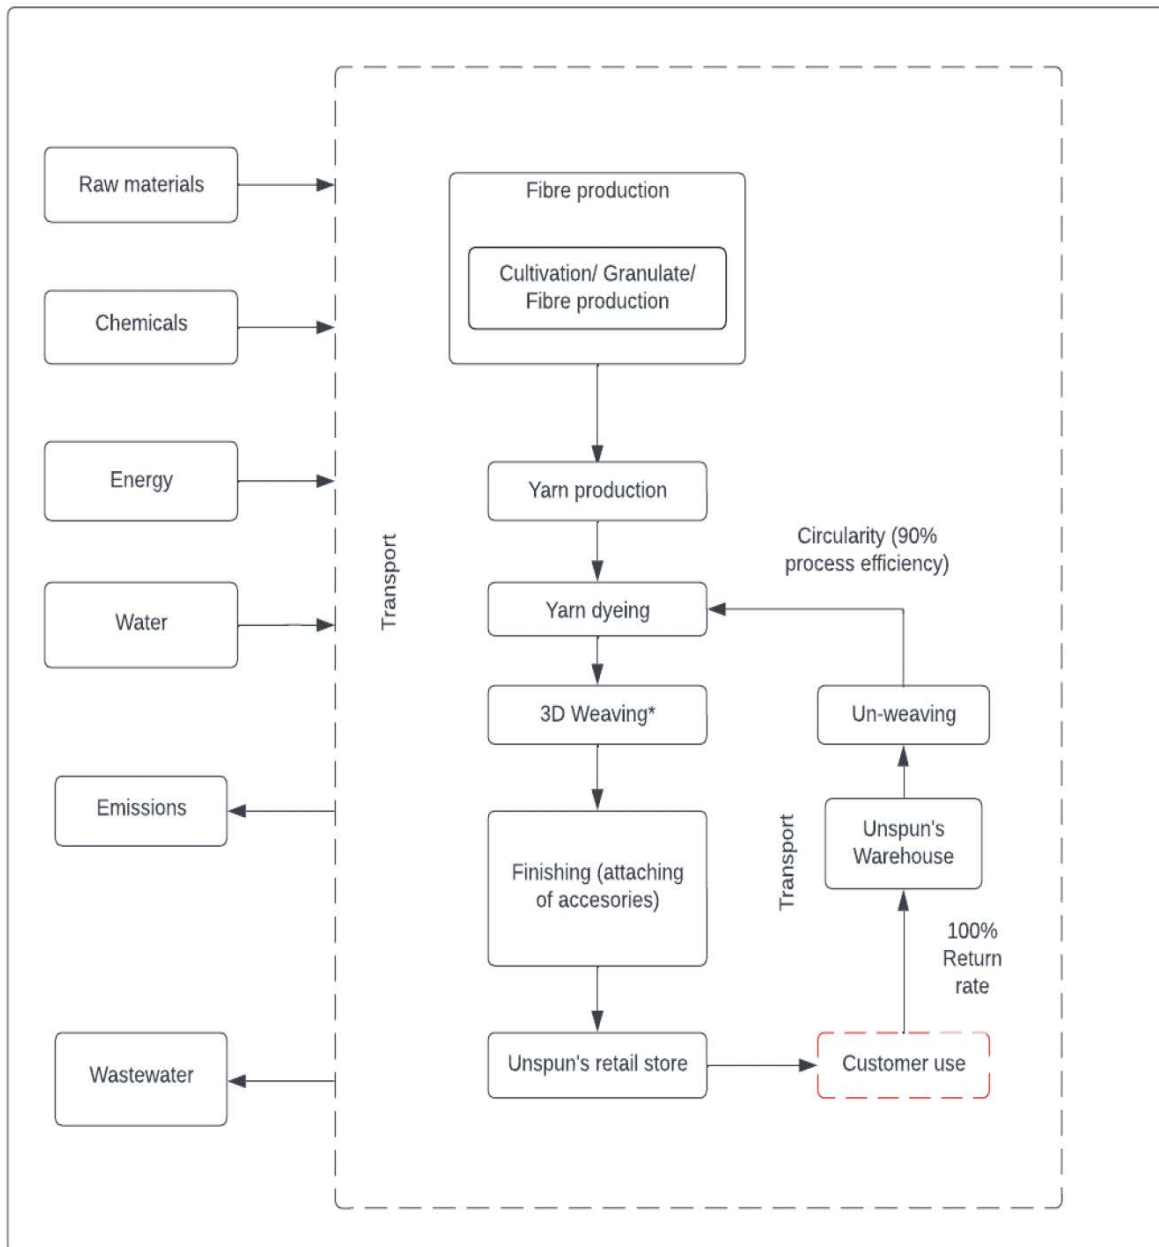 Raw materials
Chemicals
Energy
Water
Emissions
Wastewater
Transport
Fibre production
Cultivation/ Granulate/
Fibre production
Yarn production
Yarn dyeing
3D Weaving*
Finishing (attaching
of accesories)
Unspun's retail store
Customer use
100%
Return
rate
Transport
Unspun's
Warehouse
Un-weaving
Circularity (90%
process efficiency)